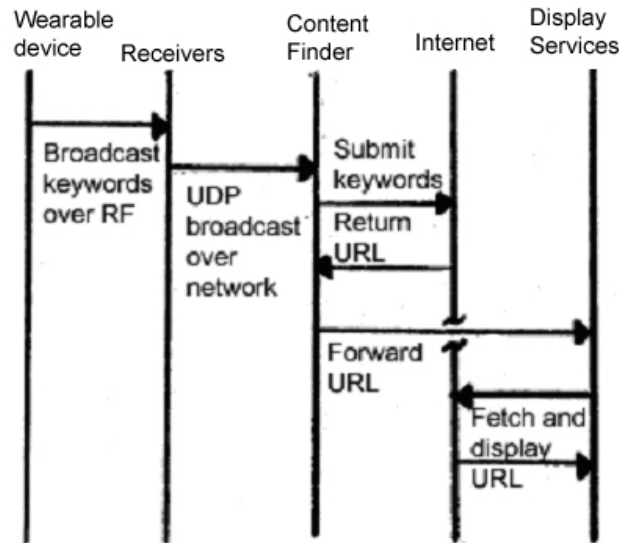 Wearable
device
Receivers
Content
Finder
Internet
Display
Services
Broadcast
keywords
over RF
UDP
broadcast
over
network
Submit
keywords
Return
URL
Forward
URL
Fetch and
display
URL